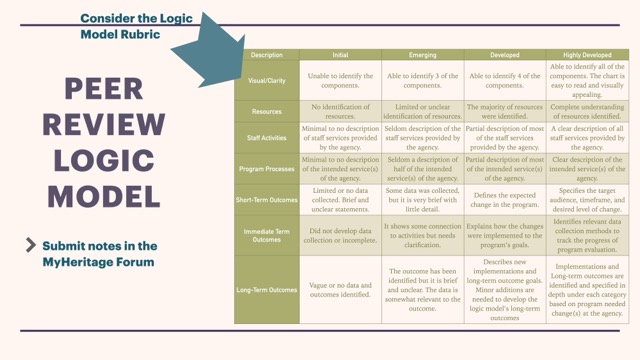 Consider the Logic
Model Rubric
PEER
REVIEW
LOGIC
MODEL
Submit notes in the
MyHeritage Forum
Description Initial Emerging Developed Highly Developed
Visual/Clarity
Unable to identify the
components.
Able to identify 3 of the
components.
Able to identify 4 of the
components.
Able to identify all of the
components. The chart is
easy to read and visually
appealing.
Resources
No identification of
resources.
Limited or unclear
identification of resources.
The majority of resources
were identified.
Complete understanding
of resources identified.
Staff Activities
Minimal to no description
of staff services provided
by the agency.
Seldom description of the
staff services provided by
the agency.
Partial description of most
of the staff services
provided by the agency.
A clear description of all
staff services provided by
the agency.
Program Processes
Minimal to no description
of the intended service(s)
of the agency.
Seldom a description of
half of the intended
service(s) of the agency.
Partial description of most
of the intended service(s)
of the agency.
Clear description of the
intended service(s) of the
agency.
Short-Term Outcomes
Limited or no data
collected. Brief and
unclear statements.
Some data was collected,
but it is very brief with
little detail.
Defines the expected
change in the program.
Specifies the target
audience, timeframe, and
desired level of change.
Immediate Term
Outcomes
Did not develop data
collection or incomplete.
It shows some connection
to activities but needs
clarification.
Explains how the changes
were implemented to the
program's goals.
Identifies relevant data
collection methods to
track the progress of
program evaluation.
Long-Term Outcomes
Vague or no data and
outcomes identified.
The outcome has been
identified but it is brief
and unclear. The data is
somewhat relevant to the
outcome.
Describes new
implementations and
long-term outcome goals.
Minor additions are
needed to develop the
logic model's long-term
outcomes
Implementations and
Long-term outcomes are
identified and specified in
depth under each category
based on program needed
change(s) at the agency.